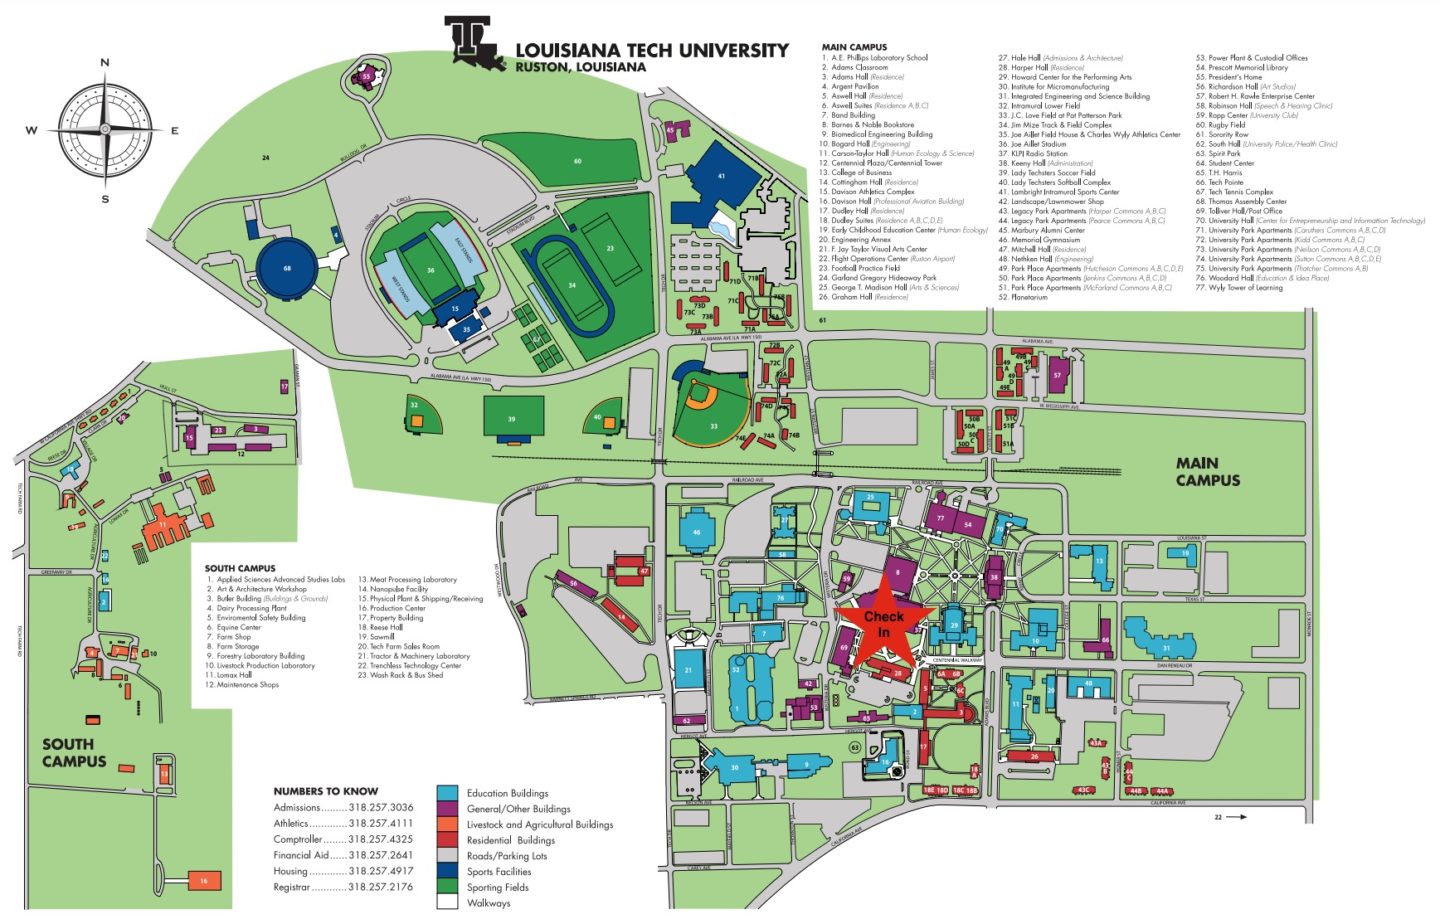 LOUISIANA TECH UNIVERSITY
RUSTON, LOUISIANA
N
W
E
S
MAIN CAMPUS
1. A.E. Phillips Laboratory School
2. Adams Classroom
3. Adams Hall (Residence)
4. Argent Pavilion
5. Aswell Hall (Residence)
6. Aswell Suites (Residence A,B,C)
7. Band Building
8. Barnes & Noble Bookstore
9. Biomedical Engineering Building
10. Bogard Hall (Engineering)
11. Carson-Taylor Hall (Human Ecology & Science)
12. Centennial Plaza/Centennial Tower
13. College of Business
14. Cottingham Hall (Residence)
15. Davison Athletics Complex
16. Davison Hall (Professional Aviation Building)
17. Dudley Hall (Residence)
18. Dudley Suites (Residence A,B,C,D,E)
19. Early Childhood Education Center (Human Ecology)
20. Engineering Annex
21. F. Jay Taylor Visual Arts Center
22. Flight Operations Center (Ruston Airport)
23. Football Practice Field
24. Garland Gregory Hideaway Park
25. George T. Madison Hall (Arts & Sciences)
26. Graham Hall (Residence)
27. Hale Hall (Admissions & Architecture)
28. Harper Hall (Residence)
29. Howard Center for the Performing Arts
30. Institute for Micromanufacturing
31. Integrated Engineering and Science Building
32. Intramural Lower Field
33. J.C. Love Field at Pat Patterson Park
34. Jim Mize Track & Field Complex
35. Joe Aillet Field House & Charles Wyly Athletics Center
36. Joe Aillet Stadium
37. KLPI Radio Station
38. Keeny Hall (Administration)
39. Lady Techsters Soccer Field
40. Lady Techsters Softball Complex
41. Lambright Intramural Sports Center
42. Landscape/Lawnmower Shop
43. Legacy Park Apartments (Harper Commons A,B,C)
44. Legacy Park Apartments (Peace Commons A,B,C)
45. Marbury Alumni Center
46. Memorial Gymnasium
47. Mitchell Hall (Residence)
48. Nethken Hall (Engineering)
49. Park Place Apartments (Hutcheson Commons A,B,C,D,E)
50. Park Place Apartments (Jenkins Commons A,B,C,D)
51. Park Place Apartments (McFarland Commons A,B,C)
52. Planetarium
53. Power Plant & Custodial Offices
54. Prescott Memorial Library
55. President's Home
56. Richardson Hall (Art Studios)
57. Robert H. Rawle Enterprise Center
58. Robinson Hall (Speech & Hearing Clinic)
59. Ropp Center (University Club)
60. Rugby Field
61. Sorority Row
62. South Hall (University Police/Health Clinic)
63. Spirit Park
64. Student Center
65. T.H. Harris
66. Tech Pointe
67. Tech Tennis Complex
68. Thomas Assembly Center
69. Tolliver Hall/Post Office
70. University Hall (Center for Entrepreneurship and Information Technology)
71. University Park Apartments (Caruthers Commons A,B,C,D)
72. University Park Apartments (Kidd Commons A,B,C)
73. University Park Apartments (Neilson Commons A,B,C,D)
74. University Park Apartments (Sutton Commons A,B,C,D,E)
75. University Park Apartments (Thatcher Commons A,B)
76. Woodard Hall (Education & Idea Place)
77. Wyly Tower of Learning
MAIN
CAMPUS
Check
In
CENTENNIAL WALKWAY
EAST STANDS
WEST STANDS
ALABAMA AVE (LA HWY 150)
ALABAMA AVE (LA HWY 150)
ALABAMA AVE.
W. MISSISSIPPI AVE.
RAILROAD AVE
RAILROAD AVE
LOUISIANA ST
TEXAS ST
DAN RENEAU DR
CALIFORNIA AVE
CALIFORNIA AVE
MONROE ST
GREENWAY DR
SOUTH CAMPUS
1. Applied Sciences Advanced Studies Labs
2. Art & Architecture Workshop
3. Butler Building (Buildings & Grounds)
4. Dairy Processing Plant
5. Enviromental Safety Building
6. Equine Center
7. Farm Shop
8. Farm Storage
9. Forestry Laboratory Building
10. Livestock Production Laboratory
11. Lomax Hall
12. Maintenance Shops
13. Meat Processing Laboratory
14. Nanopulse Facility
15. Physical Plant & Shipping/Receiving
16. Production Center
17. Property Building
18. Reese Hall
19. Sawmill
20. Tech Farm Sales Room
21. Tractor & Machinery Laboratory
22. Trenchless Technology Center
23. Wash Rack & Bus Shed
SOUTH
CAMPUS
NUMBERS TO KNOW
Admissions.........318.257.3036
Athletics............318.257.4111
Comptroller.......318.257.4325
Financial Aid......318.257.2641
Housing............318.257.4917
Registrar...........318.257.2176
Education Buildings
General/Other Buildings
Livestock and Agricultural Buildings
Residential Buildings
Roads/Parking Lots
Sports Facilities
Sporting Fields
Walkways
22